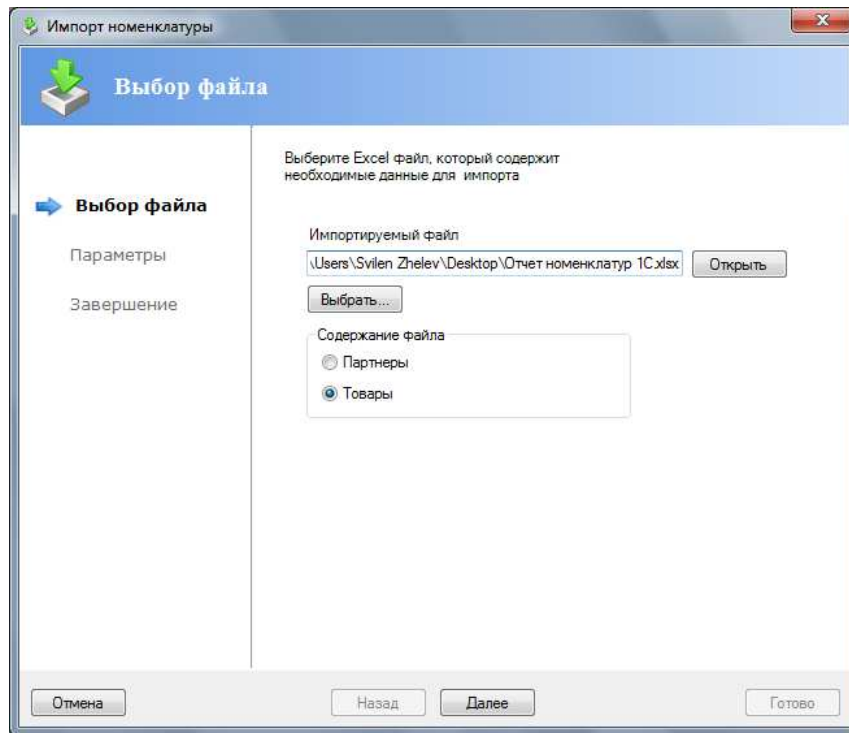 Импорт номенклатуры
Выбор файла
Выберите Excel файл, который содержит
необходимые данные для импорта
Выбор файла
Параметры
Завершение
Импортируемый файл
\Users\Svilen Zhelev\Desktop\Отчет номенклатур 1C.xlsx
Открыть
Выбрать...
Содержание файла
Партнеры
Товары
Отмена
Назад
Далее
Готово